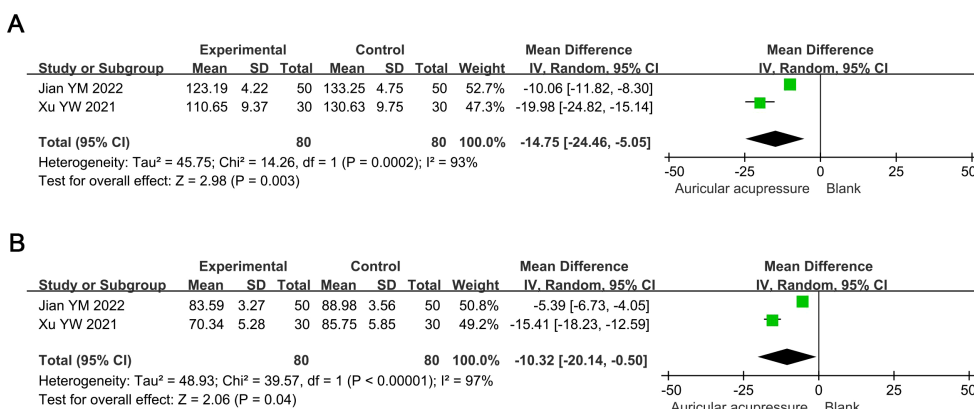 A
Experimental Control Mean Difference Mean Difference
Study or Subgroup Mean SD Total Mean SD Total Weight IV, Random, 95% CI IV, Random, 95% CI
Jian YM 2022 123.19 4.22 50 133.25 4.75 50 52.7% -10.06 [-11.82, -8.30]
Xu YW 2021 110.65 9.37 30 130.63 9.75 30 47.3% -19.98 [-24.82, -15.14]
Total (95% CI) 80 80 100.0% -14.75 [-24.46, -5.05]
Heterogeneity: Tau² = 45.75; Chi² = 14.26, df = 1 (P = 0.0002); I² = 93%
Test for overall effect: Z = 2.98 (P = 0.003)
-50 -25 0 25 50
Auricular acupressure Blank
B
Experimental Control Mean Difference Mean Difference
Study or Subgroup Mean SD Total Mean SD Total Weight IV, Random, 95% CI IV, Random, 95% CI
Jian YM 2022 83.59 3.27 50 88.98 3.56 50 50.8% -5.39 [-6.73, -4.05]
Xu YW 2021 70.34 5.28 30 85.75 5.85 30 49.2% -15.41 [-18.23, -12.59]
Total (95% CI) 80 80 100.0% -10.32 [-20.14, -0.50]
Heterogeneity: Tau² = 48.93; Chi² = 39.57, df = 1 (P < 0.00001); I² = 97%
Test for overall effect: Z = 2.06 (P = 0.04)
-50 -25 0 25 50
Auricular acupressure Blank